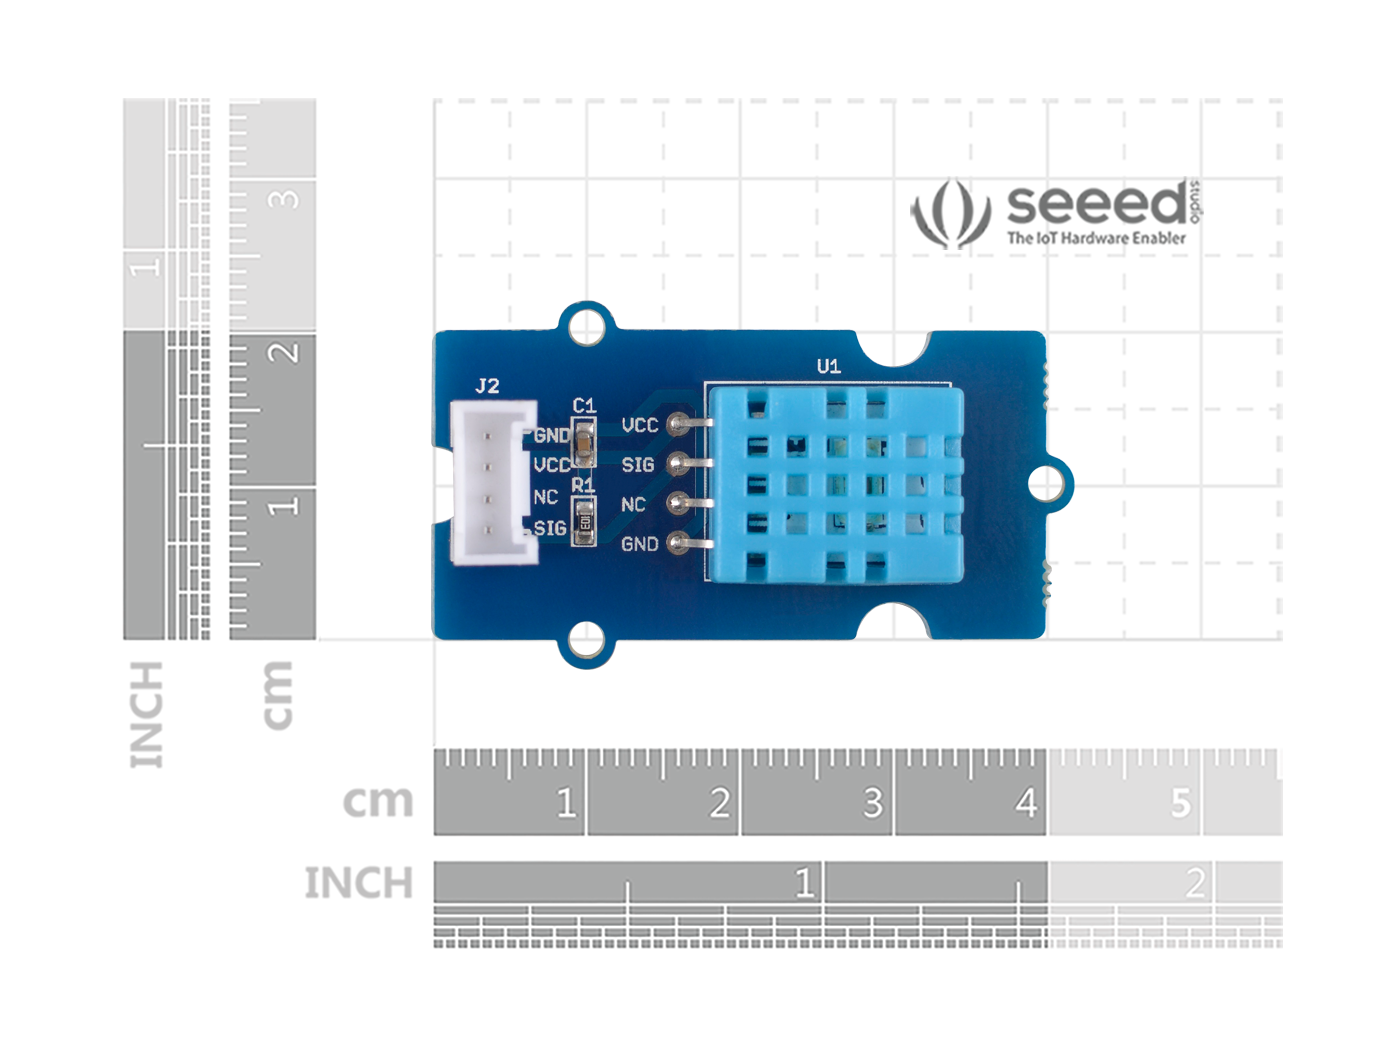 seeed
studio
The IoT Hardware Enabler
3
1
2
1
INCH
cm
U1
J2
C1
GND
VCC
NC
SIG
R1
VCC
SIG
NC
GND
cm 1 2 3 4 5
INCH 1 2